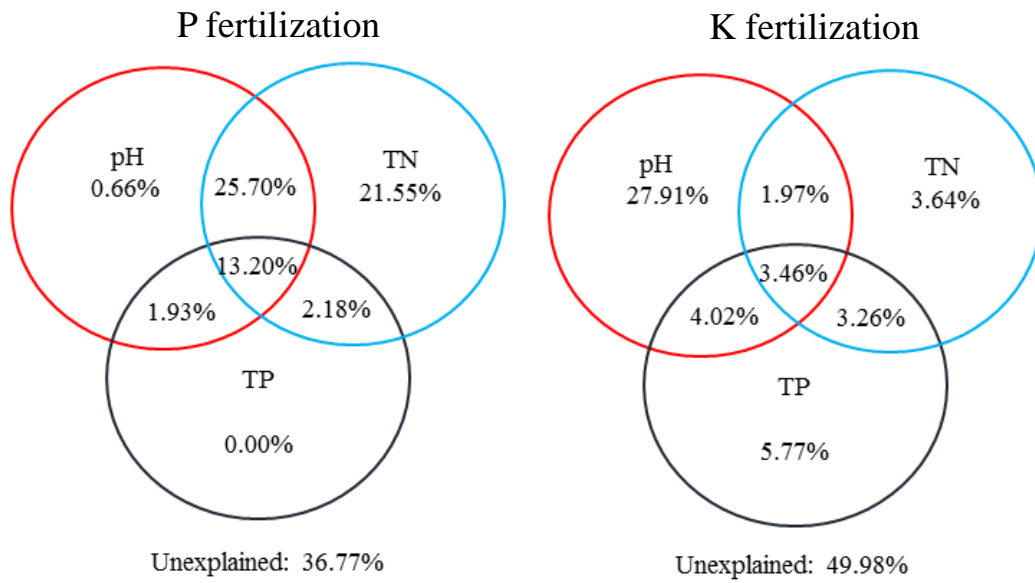 P fertilization
pH
0.66%
25.70%
TN
21.55%
13.20%
1.93%
2.18%
TP
0.00%
Unexplained: 36.77%
K fertilization
pH
27.91%
1.97%
TN
3.64%
3.46%
4.02%
3.26%
TP
5.77%
Unexplained: 49.98%